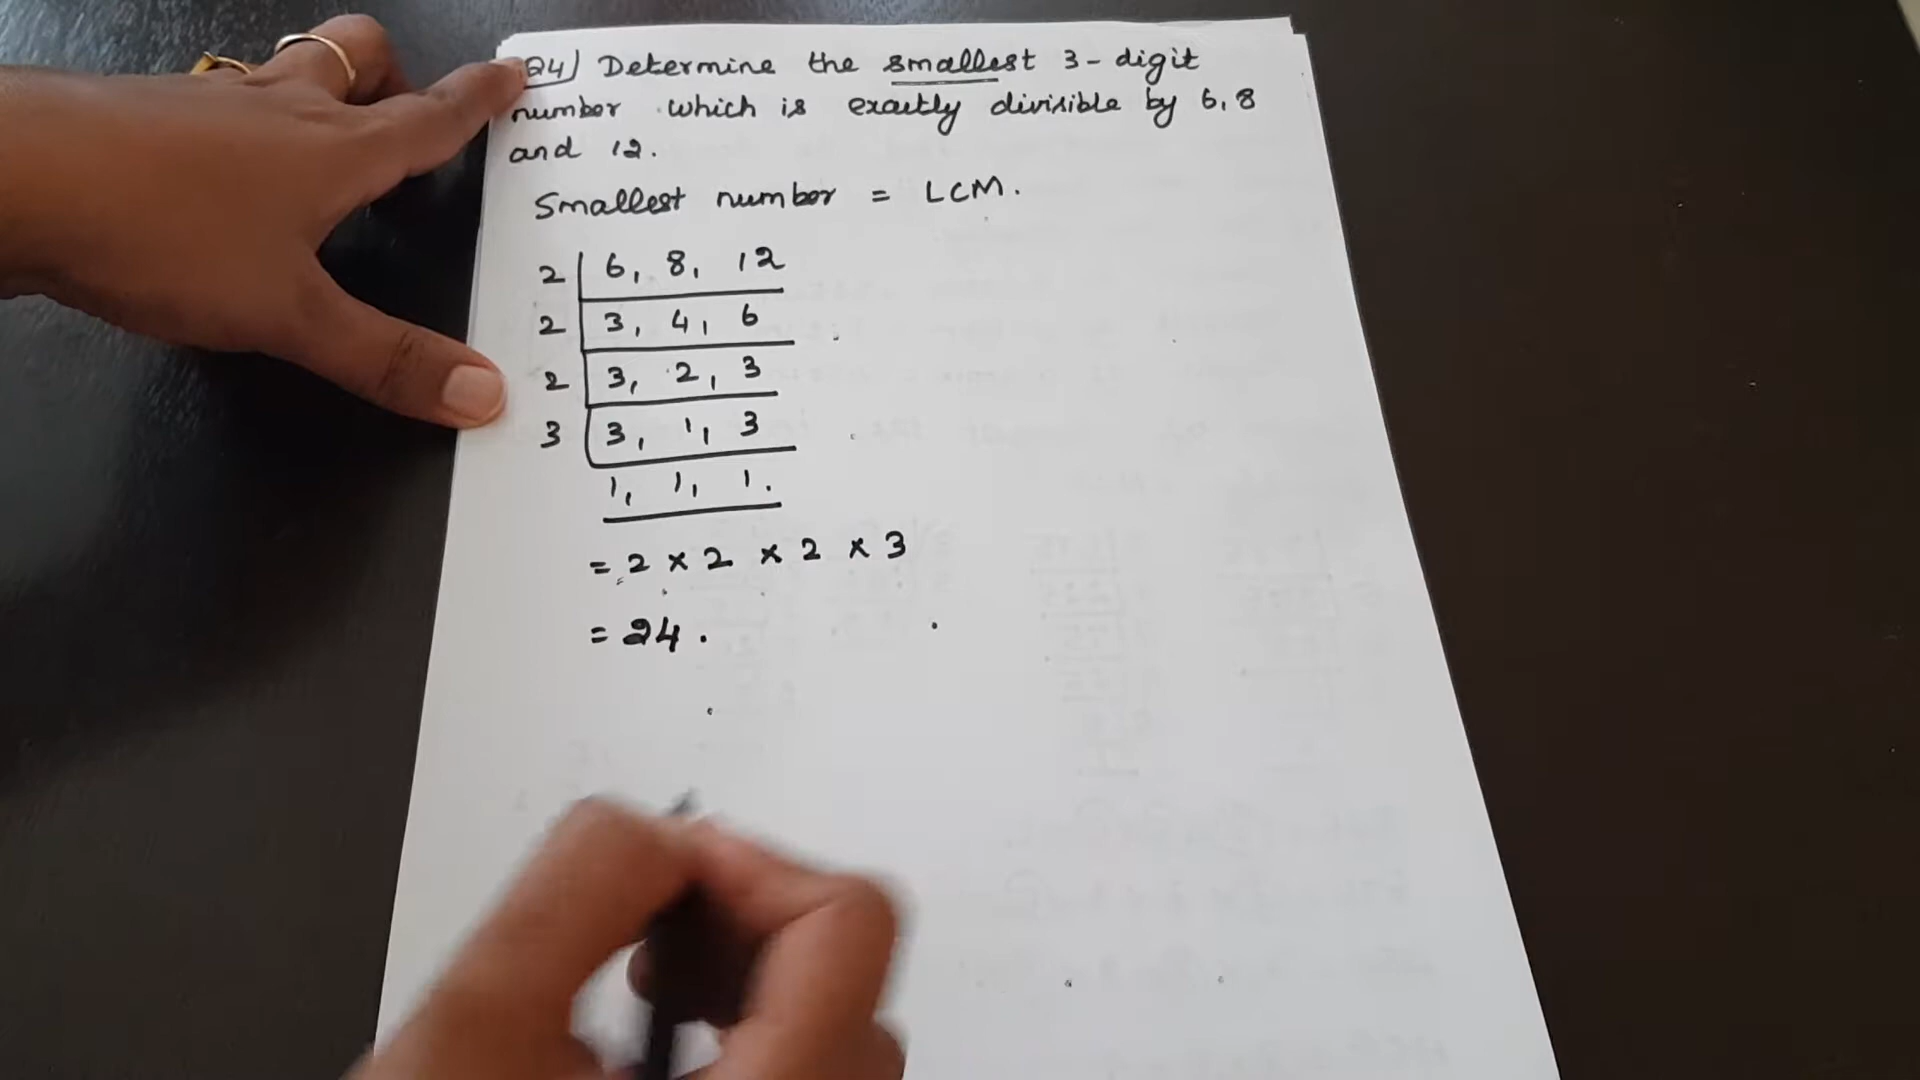 24) Determine the smallest 3-digit
number which is exactly divisible by 6, 8
and 12.
Smallest number = LCM.
2 | 6, 8, 12
2 | 3, 4, 6
2 | 3, 2, 3
3 | 3, 1, 3
1, 1, 1.
= 2 × 2 × 2 × 3
= 24.